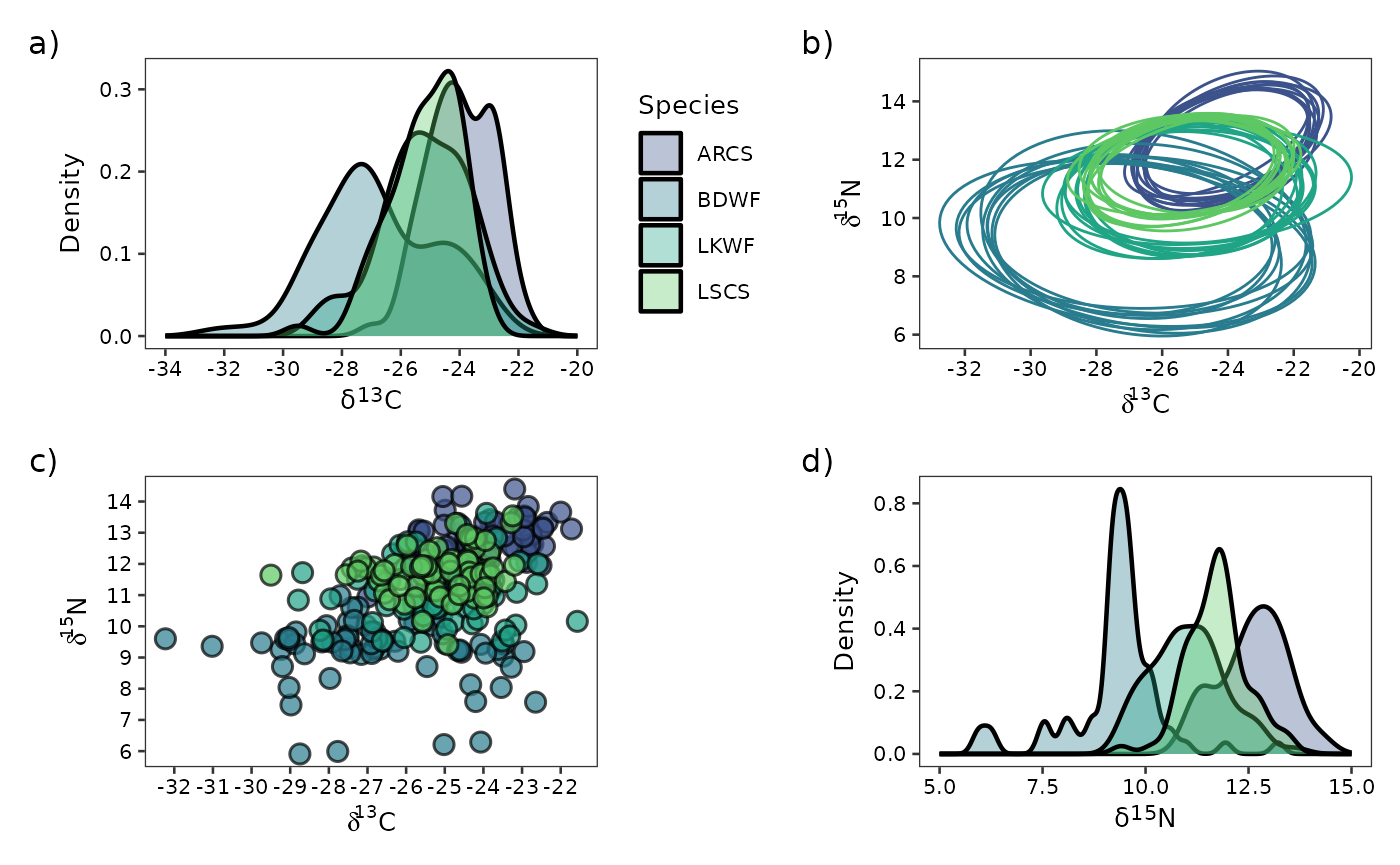 a)
Density
0.3
0.2
0.1
0.0
-34 -32 -30 -28 -26 -24 -22 -20
δ13C
Species
ARCS
BDWF
LKWF
LSCS
b)
δ15N
14
12
10
8
6
-32 -30 -28 -26 -24 -22 -20
δ13C
c)
δ15N
14
13
12
11
10
9
8
7
6
-32 -31 -30 -29 -28 -27 -26 -25 -24 -23 -22
δ13C
d)
Density
0.8
0.6
0.4
0.2
0.0
5.0 7.5 10.0 12.5 15.0
δ15N